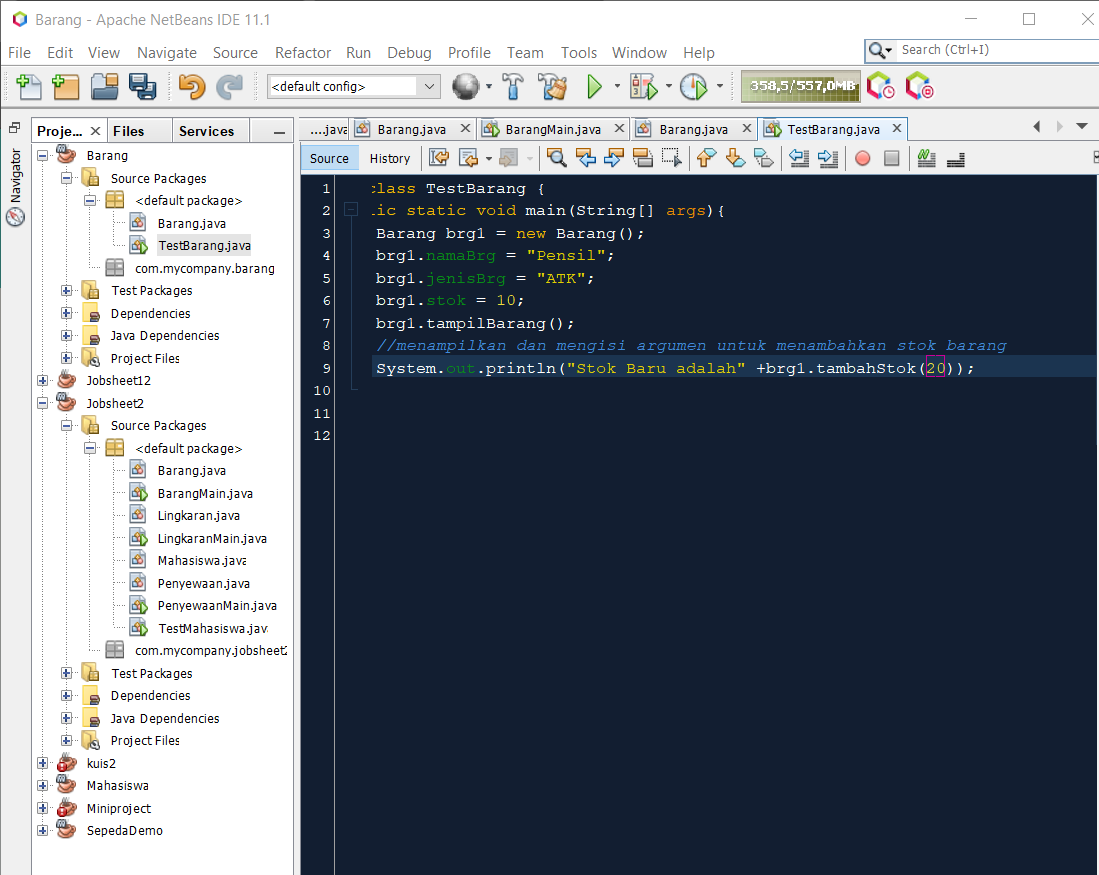 Barang - Apache NetBeans IDE 11.1
File Edit View Navigate Source Refactor Run Debug Profile Team Tools Window Help
Search (Ctrl+I)
<default config>
358,5/557,0MB
Proje... Files Services
....java Barang.java BarangMain.java Barang.java TestBarang.java
Source History
Navigator
Barang
Source Packages
<default package>
Barang.java
TestBarang.java
com.mycompany.barang
Test Packages
Dependencies
Java Dependencies
Project Files
Jobsheet12
Jobsheet2
Source Packages
<default package>
Barang.java
BarangMain.java
Lingkaran.java
LingkaranMain.java
Mahasiswa.java
Penyewaan.java
PenyewaanMain.java
TestMahasiswa.java
com.mycompany.jobsheet2
Test Packages
Dependencies
Java Dependencies
Project Files
kuis2
Mahasiswa
Miniproject
SepedaDemo
1 class TestBarang {
2 lic static void main(String[] args){
3 Barang brg1 = new Barang();
4 brg1.namaBrg = "Pensil";
5 brg1.jenisBrg = "ATK";
6 brg1.stok = 10;
7 brg1.tampilBarang();
8 //menampilkan dan mengisi argumen untuk menambahkan stok barang
9 System.out.println("Stok Baru adalah" +brg1.tambahStok(20));
10
11
12